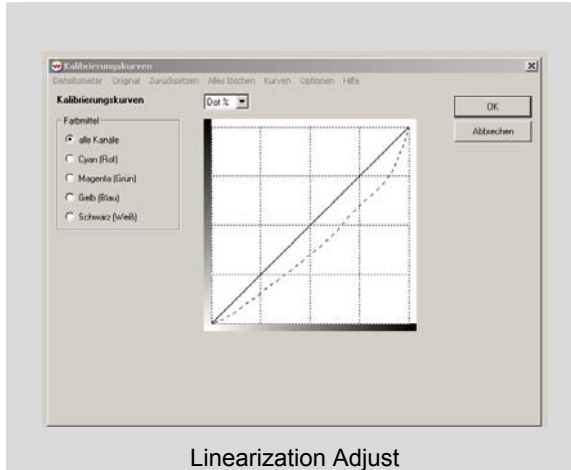 Kalibrierungskurven
Densitometer Original Zurücksetzen Alles löschen Kurven Optionen Hilfe
Kalibrierungskurven
Dot %
OK
Abbrechen
Farbmittel
alle Kanäle
Cyan (Rot)
Magenta (Grün)
Gelb (Blau)
Schwarz (Weiß)
Linearization Adjust